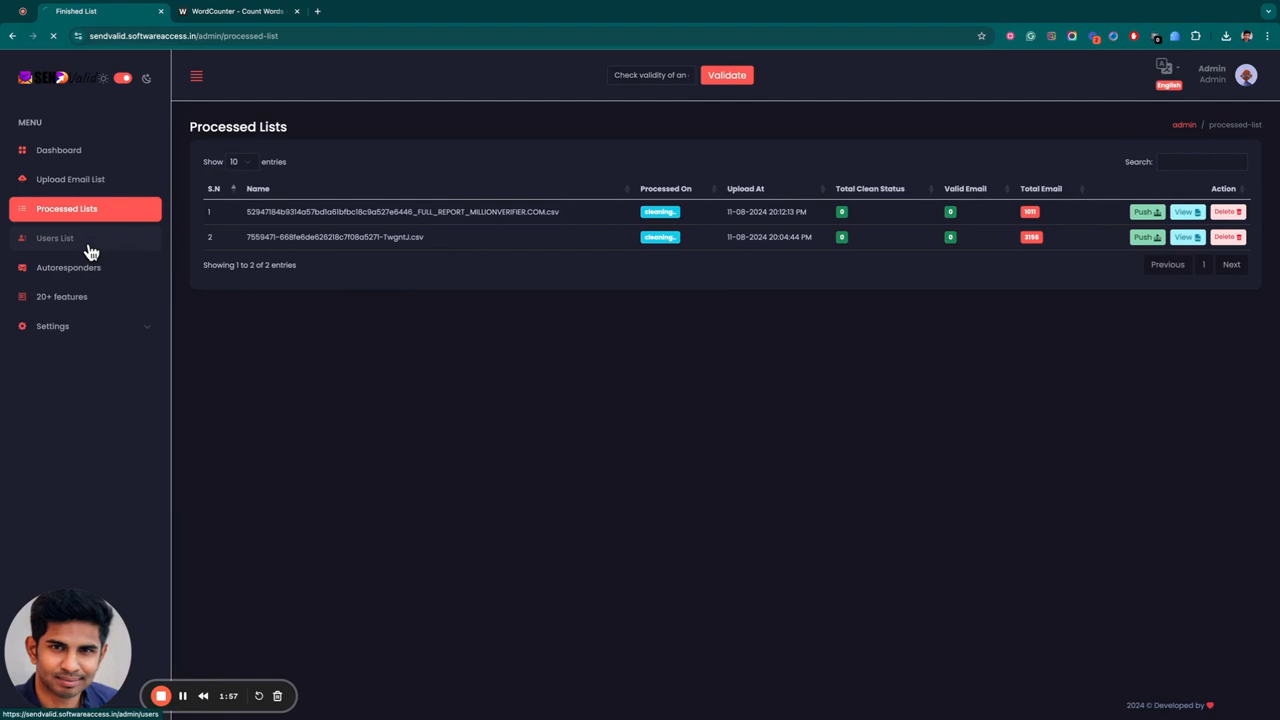 Finished List
WordCounter - Count Words
sendvalid.softwareaccess.in/admin/processed-list
SENDValid
Check validity of an
Validate
English
Admin
Admin
MENU
Dashboard
Upload Email List
Processed Lists
Users List
Autoresponders
20+ features
Settings
Processed Lists
admin / processed-list
Show 10 entries
Search:
S.N Name Processed On Upload At Total Clean Status Valid Email Total Email Action
1 52947184b9314a57bd1a61bfbc18c9a527e6446_FULL_REPORT_MILLIONVERIFIER.COM.csv cleaning.. 11-08-2024 20:12:13 PM 0 0 1011 Push View Delete
2 7559471-668fe6de626218c7f08a5271-TwgntJ.csv cleaning.. 11-08-2024 20:04:44 PM 0 0 3155 Push View Delete
Showing 1 to 2 of 2 entries
Previous 1 Next
1:57
https://sendvalid.softwareaccess.in/admin/users
2024 © Developed by